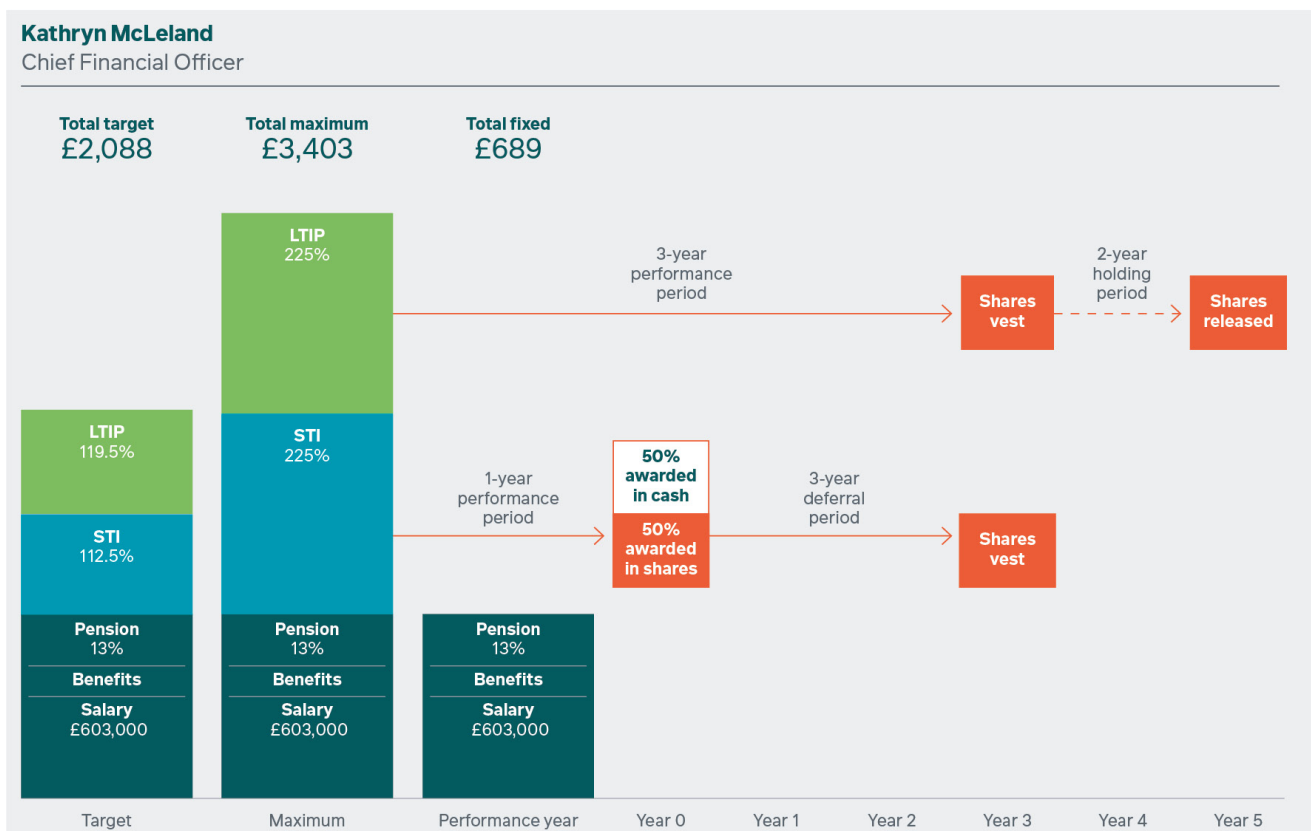 Kathryn McLeland
Chief Financial Officer
Total target
£2,088
Total maximum
£3,403
Total fixed
£689
LTIP
225%
3-year
performance
period
Shares
vest
2-year
holding
period
Shares
released
LTIP
119.5%
STI
112.5%
STI
225%
1-year
performance
period
50%
awarded
in cash
50%
awarded
in shares
3-year
deferral
period
Shares
vest
Pension
13%
Benefits
Salary
£603,000
Pension
13%
Benefits
Salary
£603,000
Pension
13%
Benefits
Salary
£603,000
Target
Maximum
Performance year
Year 0
Year 1
Year 2
Year 3
Year 4
Year 5